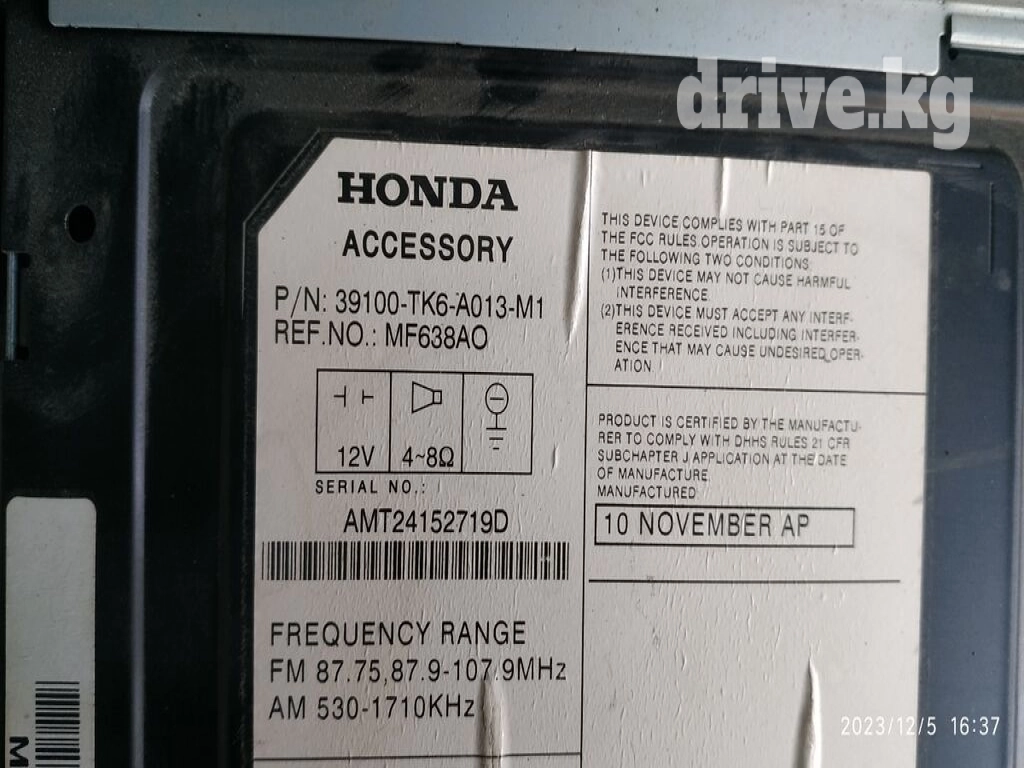 drive.kg
HONDA
ACCESSORY
P/N: 39100-TK6-A013-M1
REF.NO.: MF638AO
12V 4~8Ω
SERIAL NO.:
AMT24152719D
FREQUENCY RANGE
FM 87.75,87.9-107.9MHz
AM 530-1710KHz
THIS DEVICE COMPLIES WITH PART 15 OF
THE FCC RULES.OPERATION IS SUBJECT TO
THE FOLLOWING TWO CONDITIONS
(1)THIS DEVICE MAY NOT CAUSE HARMFUL
INTERFERENCE.
(2)THIS DEVICE MUST ACCEPT ANY INTERF-
ERENCE RECEIVED INCLUDING INTERFER-
ENCE THAT MAY CAUSE UNDESIRED OPER-
ATION.
PRODUCT IS CERTIFIED BY THE MANUFACTU-
RER TO COMPLY WITH DHHS RULES 21 CFR
SUBCHAPTER J APPLICATION AT THE DATE
OF MANUFACTURE.
MANUFACTURED
10 NOVEMBER AP
M
2023/12/5 16:37